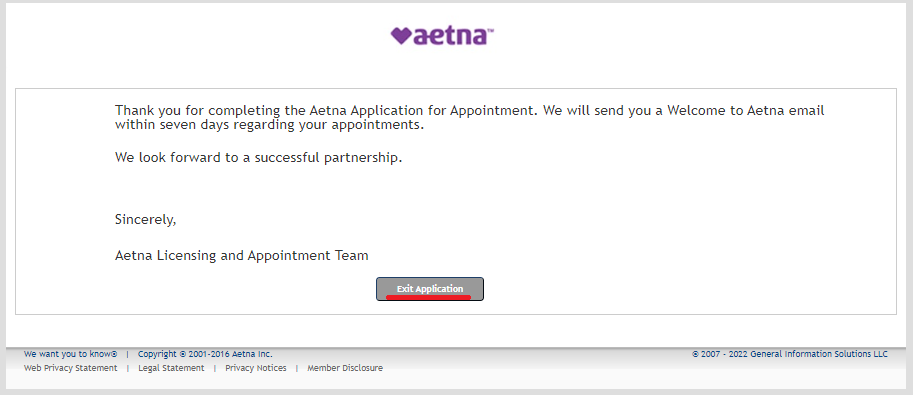 aetna™
Thank you for completing the Aetna Application for Appointment. We will send you a Welcome to Aetna email
within seven days regarding your appointments.
We look forward to a successful partnership.
Sincerely,
Aetna Licensing and Appointment Team
Exit Application
We want you to know® | Copyright © 2001-2016 Aetna Inc. © 2007 - 2022 General Information Solutions LLC
Web Privacy Statement | Legal Statement | Privacy Notices | Member Disclosure